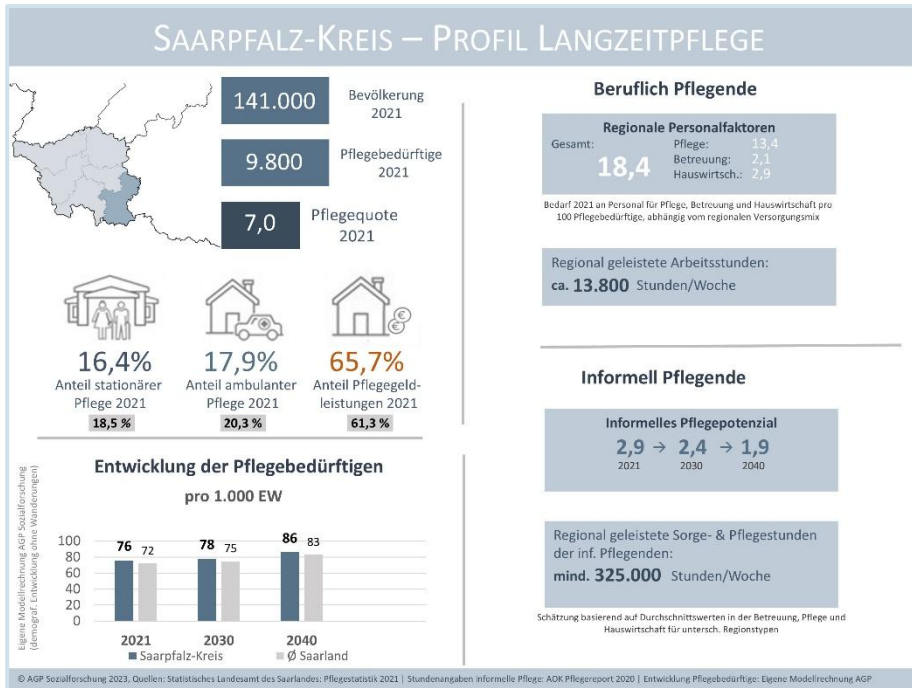 SAARPFALZ-KREIS – PROFIL LANGZEITPFLEGE
141.000
Bevölkerung
2021
9.800
Pflegebedürftige
2021
7,0
Pflegequote
2021
16,4%
Anteil stationärer
Pflege 2021
18,5 %
17,9%
Anteil ambulanter
Pflege 2021
20,3 %
65,7%
Anteil Pflegegeld-
leistungen 2021
61,3 %
Entwicklung der Pflegebedürftigen
pro 1.000 EW
100
80
60
40
20
0
76
72
78
75
86
83
2021
2030
2040
Saarpfalz-Kreis
Ø Saarland
Eigene Modellrechnung AGP Sozialforschung
(demograf. Entwicklung ohne Wanderungen)
Beruflich Pflegende
Regionale Personalfaktoren
Gesamt:
18,4
Pflege: 13,4
Betreuung: 2,1
Hauswirtsch.: 2,9
Bedarf 2021 an Personal für Pflege, Betreuung und Hauswirtschaft pro
100 Pflegebedürftige, abhängig vom regionalen Versorgungsmix
Regional geleistete Arbeitsstunden:
ca. 13.800 Stunden/Woche
Informell Pflegende
Informelles Pflegepotenzial
2,9 → 2,4 → 1,9
2021 2030 2040
Regional geleistete Sorge- & Pflegestunden
der inf. Pflegenden:
mind. 325.000 Stunden/Woche
Schätzung basierend auf Durchschnittswerten in der Betreuung, Pflege und
Hauswirtschaft für untersch. Regionstypen
© AGP Sozialforschung 2023, Quellen: Statistisches Landesamt des Saarlandes: Pflegestatistik 2021 | Stundenangaben informelle Pflege: AOK Pflegereport 2020 | Entwicklung Pflegebedürftige: Eigene Modellrechnung AGP